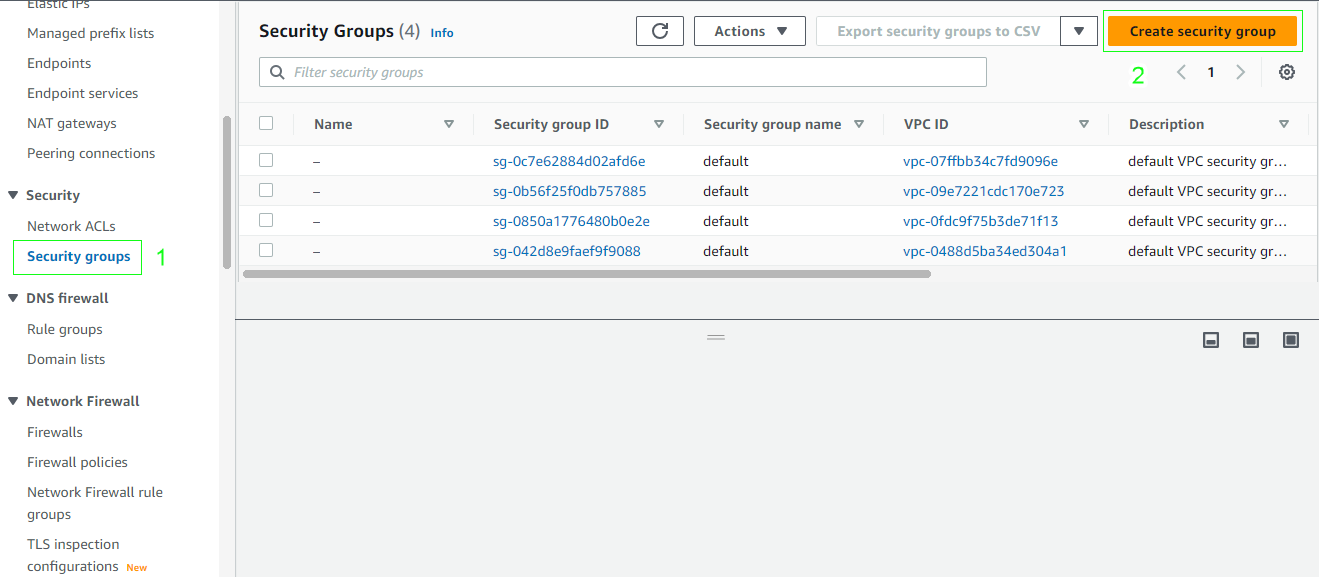 Elastic IPs
Managed prefix lists
Endpoints
Endpoint services
NAT gateways
Peering connections
Security
Network ACLs
Security groups 1
DNS firewall
Rule groups
Domain lists
Network Firewall
Firewalls
Firewall policies
Network Firewall rule
groups
TLS inspection
configurations New
Security Groups (4) Info Actions Export security groups to CSV Create security group
Filter security groups 2 1
Name Security group ID Security group name VPC ID Description
– sg-0c7e62884d02afd6e default vpc-07ffbb34c7fd9096e default VPC security gr...
– sg-0b56f25f0db757885 default vpc-09e7221cdc170e723 default VPC security gr...
– sg-0850a1776480b0e2e default vpc-0fdc9f75b3de71f13 default VPC security gr...
– sg-042d8e9faef9f9088 default vpc-0488d5ba34ed304a1 default VPC security gr...